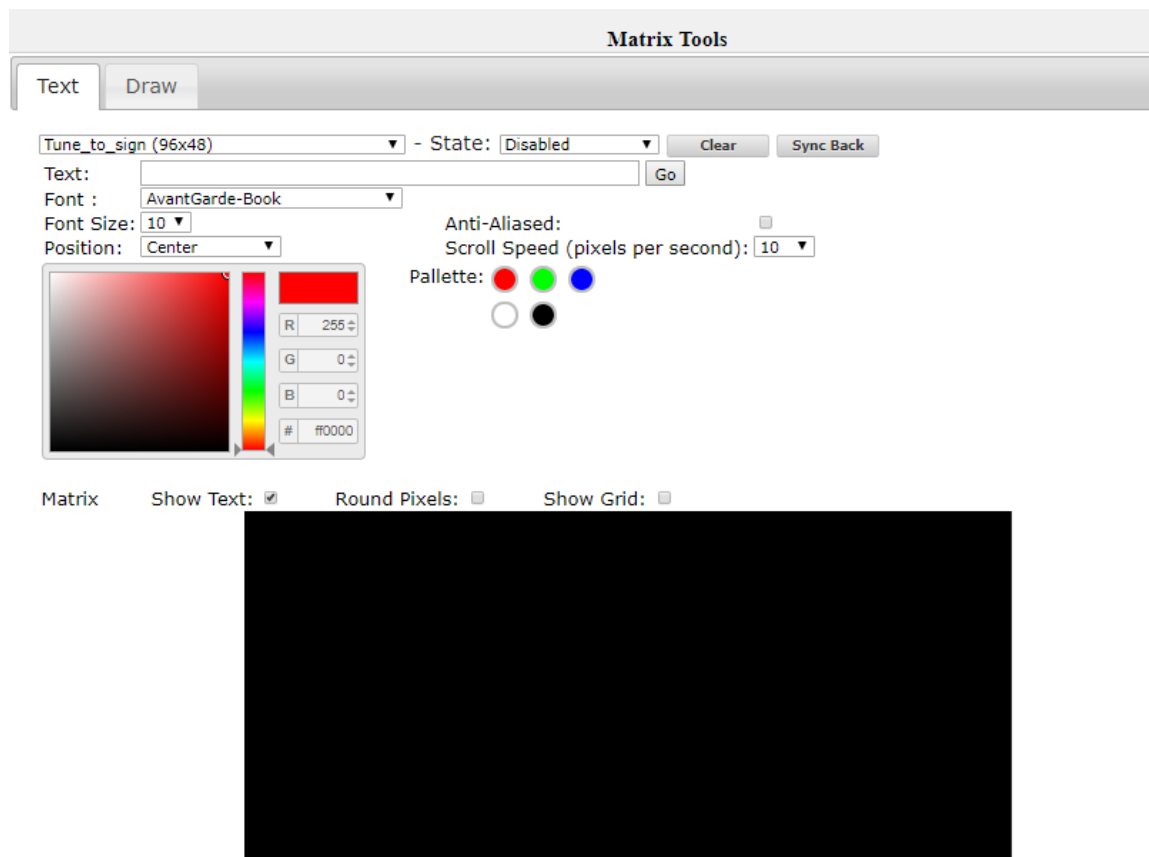 Matrix Tools
Text Draw
Tune_to_sign (96x48) - State: Disabled Clear Sync Back
Text: Go
Font : AvantGarde-Book
Font Size: 10 Anti-Aliased:
Position: Center Scroll Speed (pixels per second): 10
Pallette:
R 255
G 0
B 0
# ff0000
Matrix Show Text: Round Pixels: Show Grid: